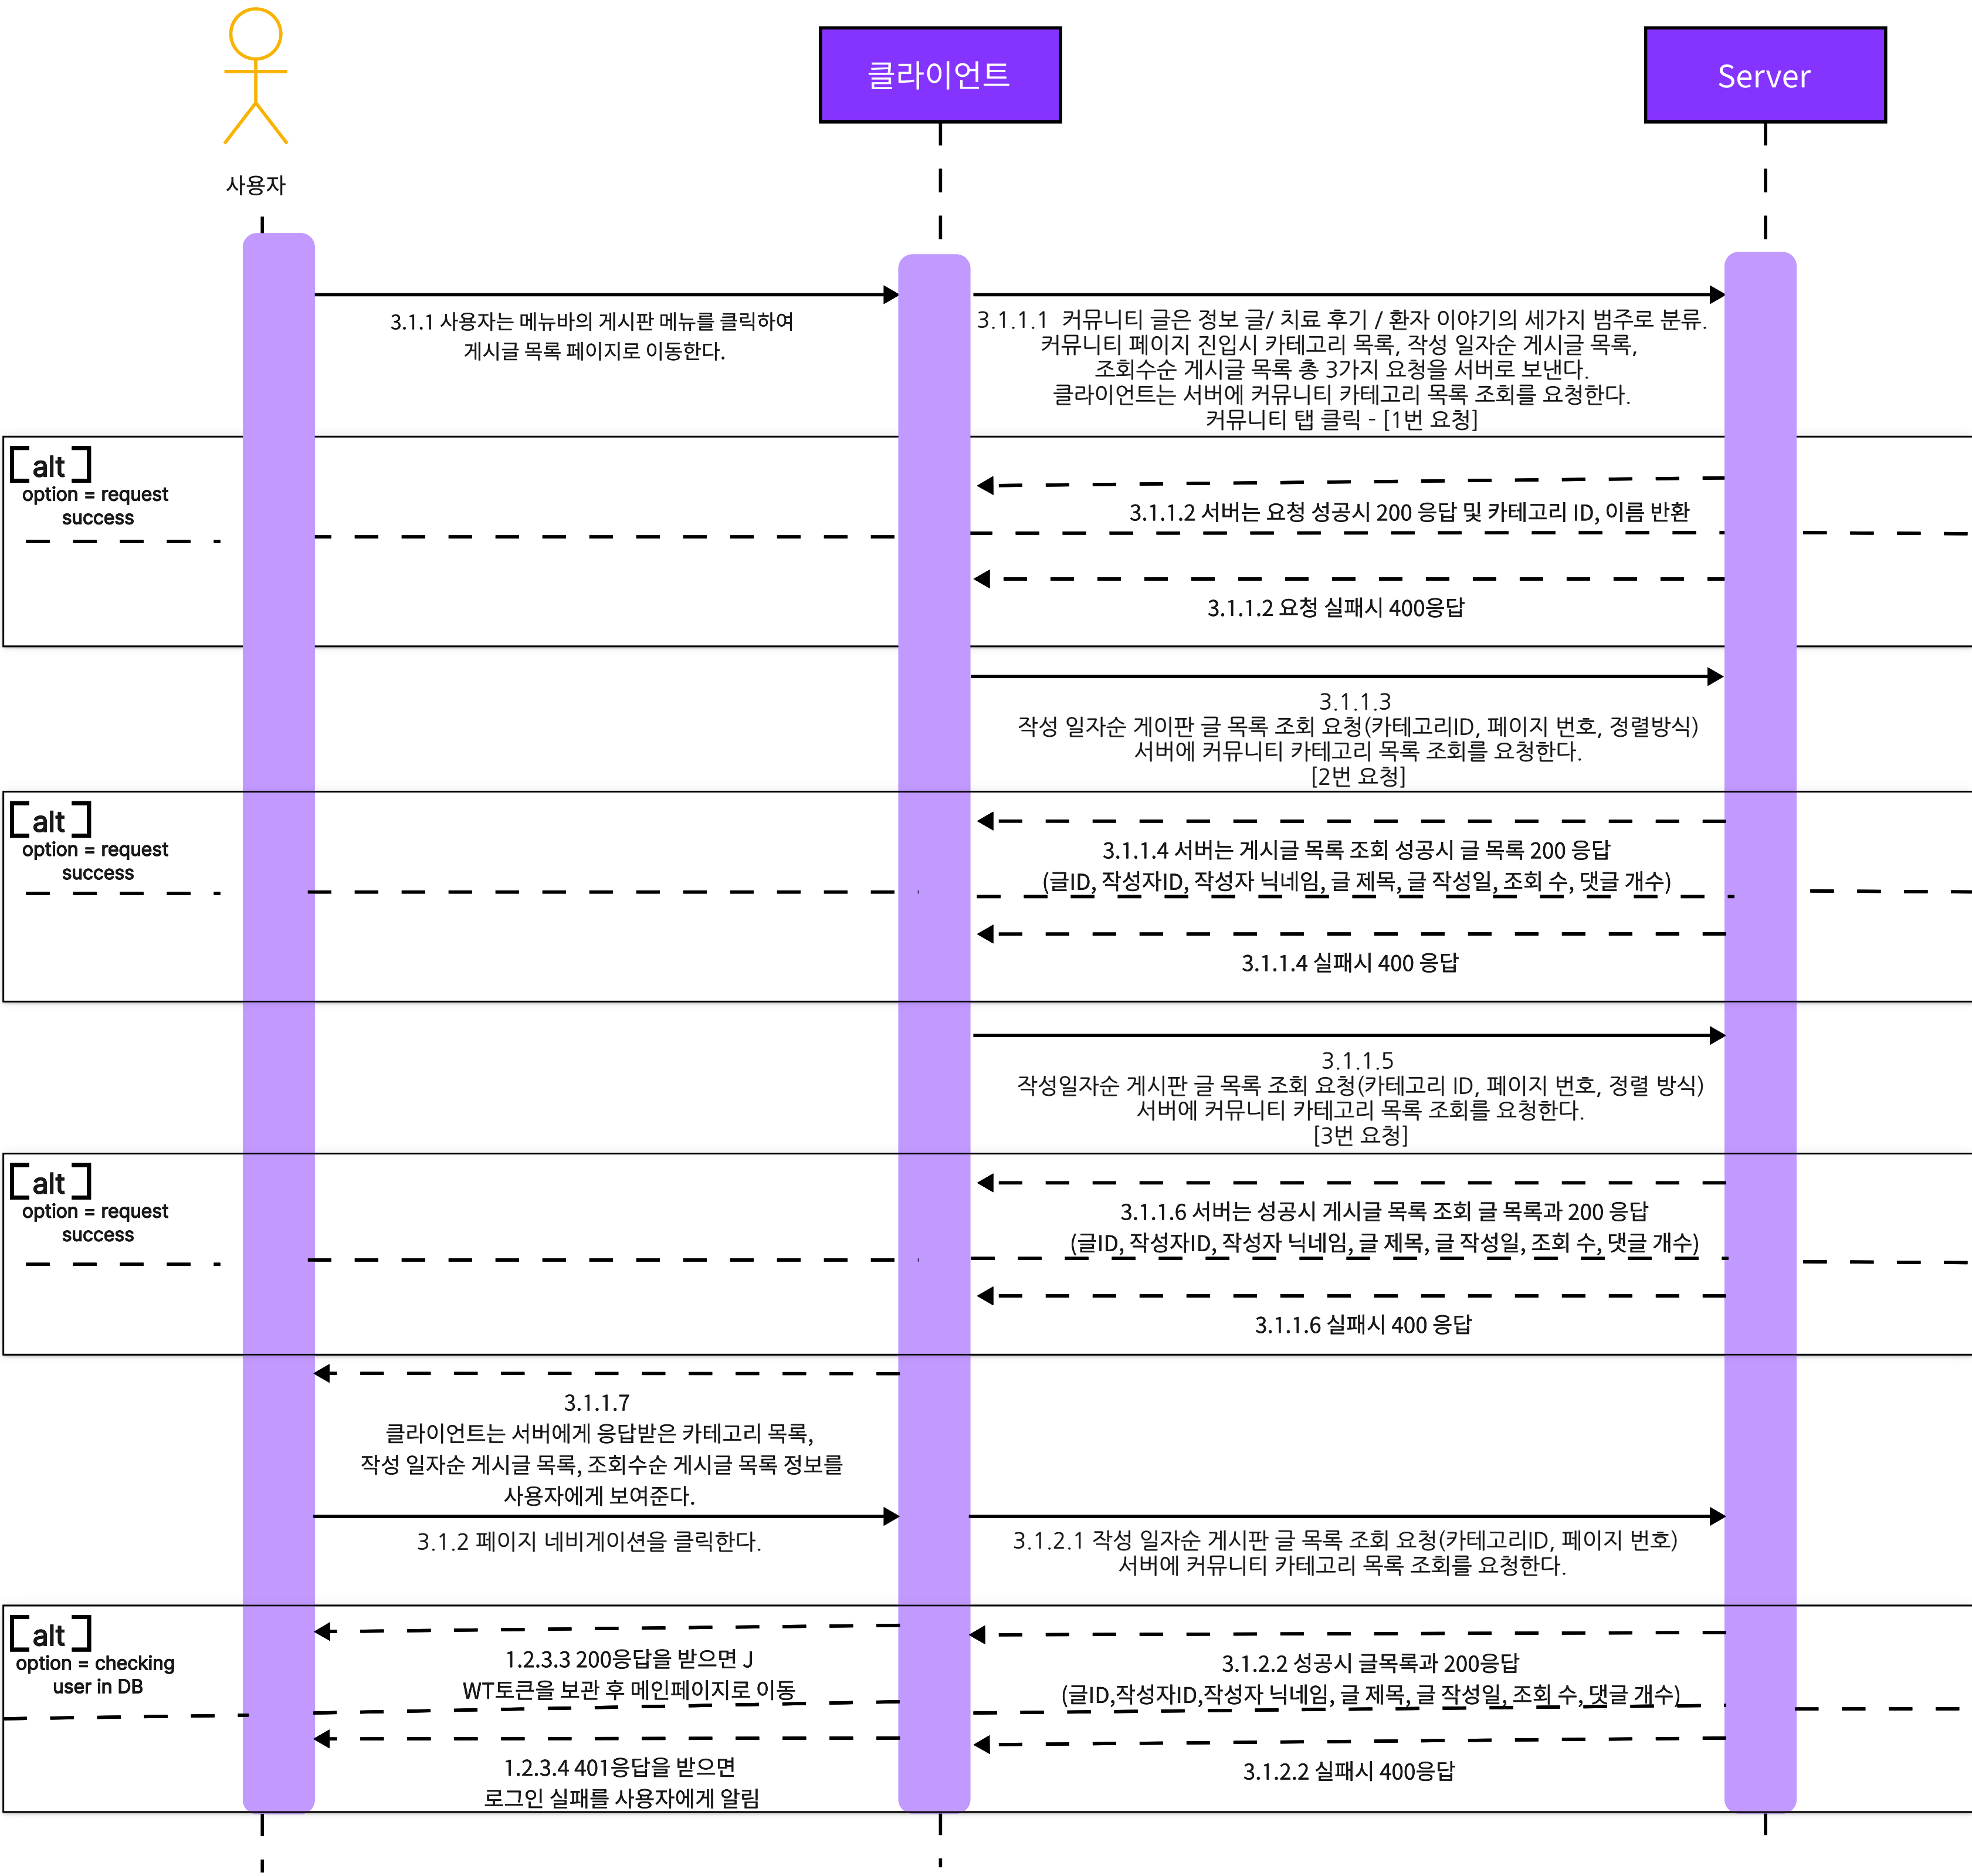 클라이언트
Server
사용자
3.1.1 사용자는 메뉴바의 게시판 메뉴를 클릭하여
게시글 목록 페이지로 이동한다.
3.1.1.1 커뮤니티 글은 정보 글/ 치료 후기 / 환자 이야기의 세가지 범주로 분류.
커뮤니티 페이지 진입시 카테고리 목록, 작성 일자순 게시글 목록,
조회수순 게시글 목록 총 3가지 요청을 서버로 보낸다.
클라이언트는 서버에 커뮤니티 카테고리 목록 조회를 요청한다.
커뮤니티 탭 클릭 - [1번 요청]
[alt]
option = request
success
3.1.1.2 서버는 요청 성공시 200 응답 및 카테고리 ID, 이름 반환
3.1.1.2 요청 실패시 400응답
3.1.1.3
작성 일자순 게이판 글 목록 조회 요청(카테고리ID, 페이지 번호, 정렬방식)
서버에 커뮤니티 카테고리 목록 조회를 요청한다.
[2번 요청]
[alt]
option = request
success
3.1.1.4 서버는 게시글 목록 조회 성공시 글 목록 200 응답
(글ID, 작성자ID, 작성자 닉네임, 글 제목, 글 작성일, 조회 수, 댓글 개수)
3.1.1.4 실패시 400 응답
3.1.1.5
작성일자순 게시판 글 목록 조회 요청(카테고리 ID, 페이지 번호, 정렬 방식)
서버에 커뮤니티 카테고리 목록 조회를 요청한다.
[3번 요청]
[alt]
option = request
success
3.1.1.6 서버는 성공시 게시글 목록 조회 글 목록과 200 응답
(글ID, 작성자ID, 작성자 닉네임, 글 제목, 글 작성일, 조회 수, 댓글 개수)
3.1.1.6 실패시 400 응답
3.1.1.7
클라이언트는 서버에게 응답받은 카테고리 목록,
작성 일자순 게시글 목록, 조회수순 게시글 목록 정보를
사용자에게 보여준다.
3.1.2 페이지 네비게이션을 클릭한다.
3.1.2.1 작성 일자순 게시판 글 목록 조회 요청(카테고리ID, 페이지 번호)
서버에 커뮤니티 카테고리 목록 조회를 요청한다.
[alt]
option = checking
user in DB
1.2.3.3 200응답을 받으면 J
WT토큰을 보관 후 메인페이지로 이동
3.1.2.2 성공시 글목록과 200응답
(글ID,작성자ID,작성자 닉네임, 글 제목, 글 작성일, 조회 수, 댓글 개수)
1.2.3.4 401응답을 받으면
로그인 실패를 사용자에게 알림
3.1.2.2 실패시 400응답